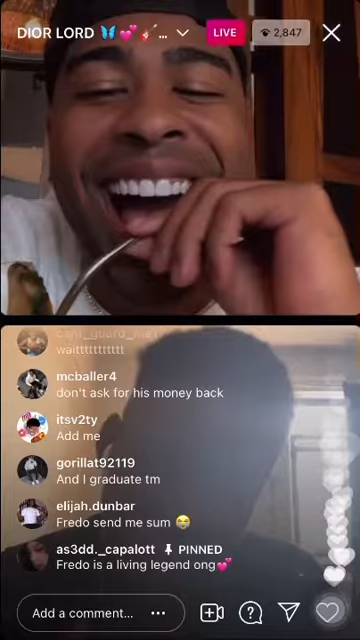 DIOR LORD 🦋💕🎸... LIVE 2,847
waitttttttttttt
mcballer4
don't ask for his money back
itsv2ty
Add me
gorillat92119
And I graduate tm
elijah.dunbar
Fredo send me sum 😭
as3dd._capalott PINNED
Fredo is a living legend ong💕
Add a comment... •••